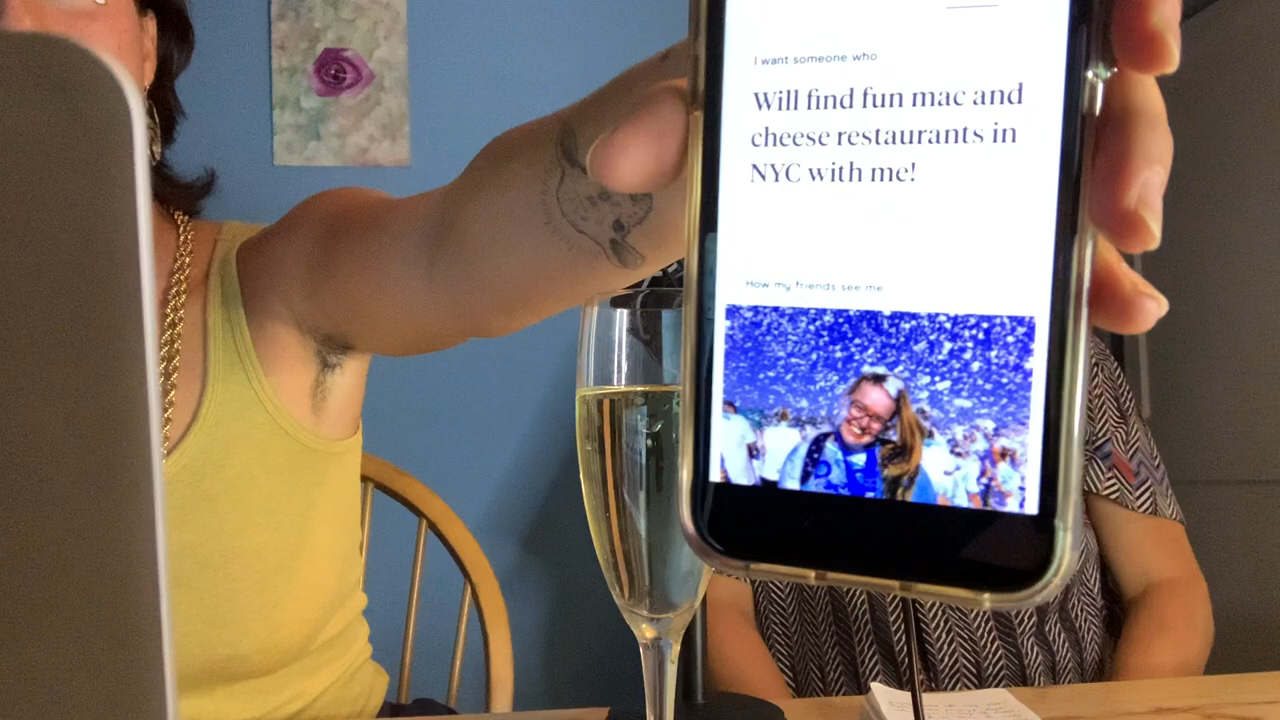 I want someone who
Will find fun mac and
cheese restaurants in
NYC with me!
How my friends see me